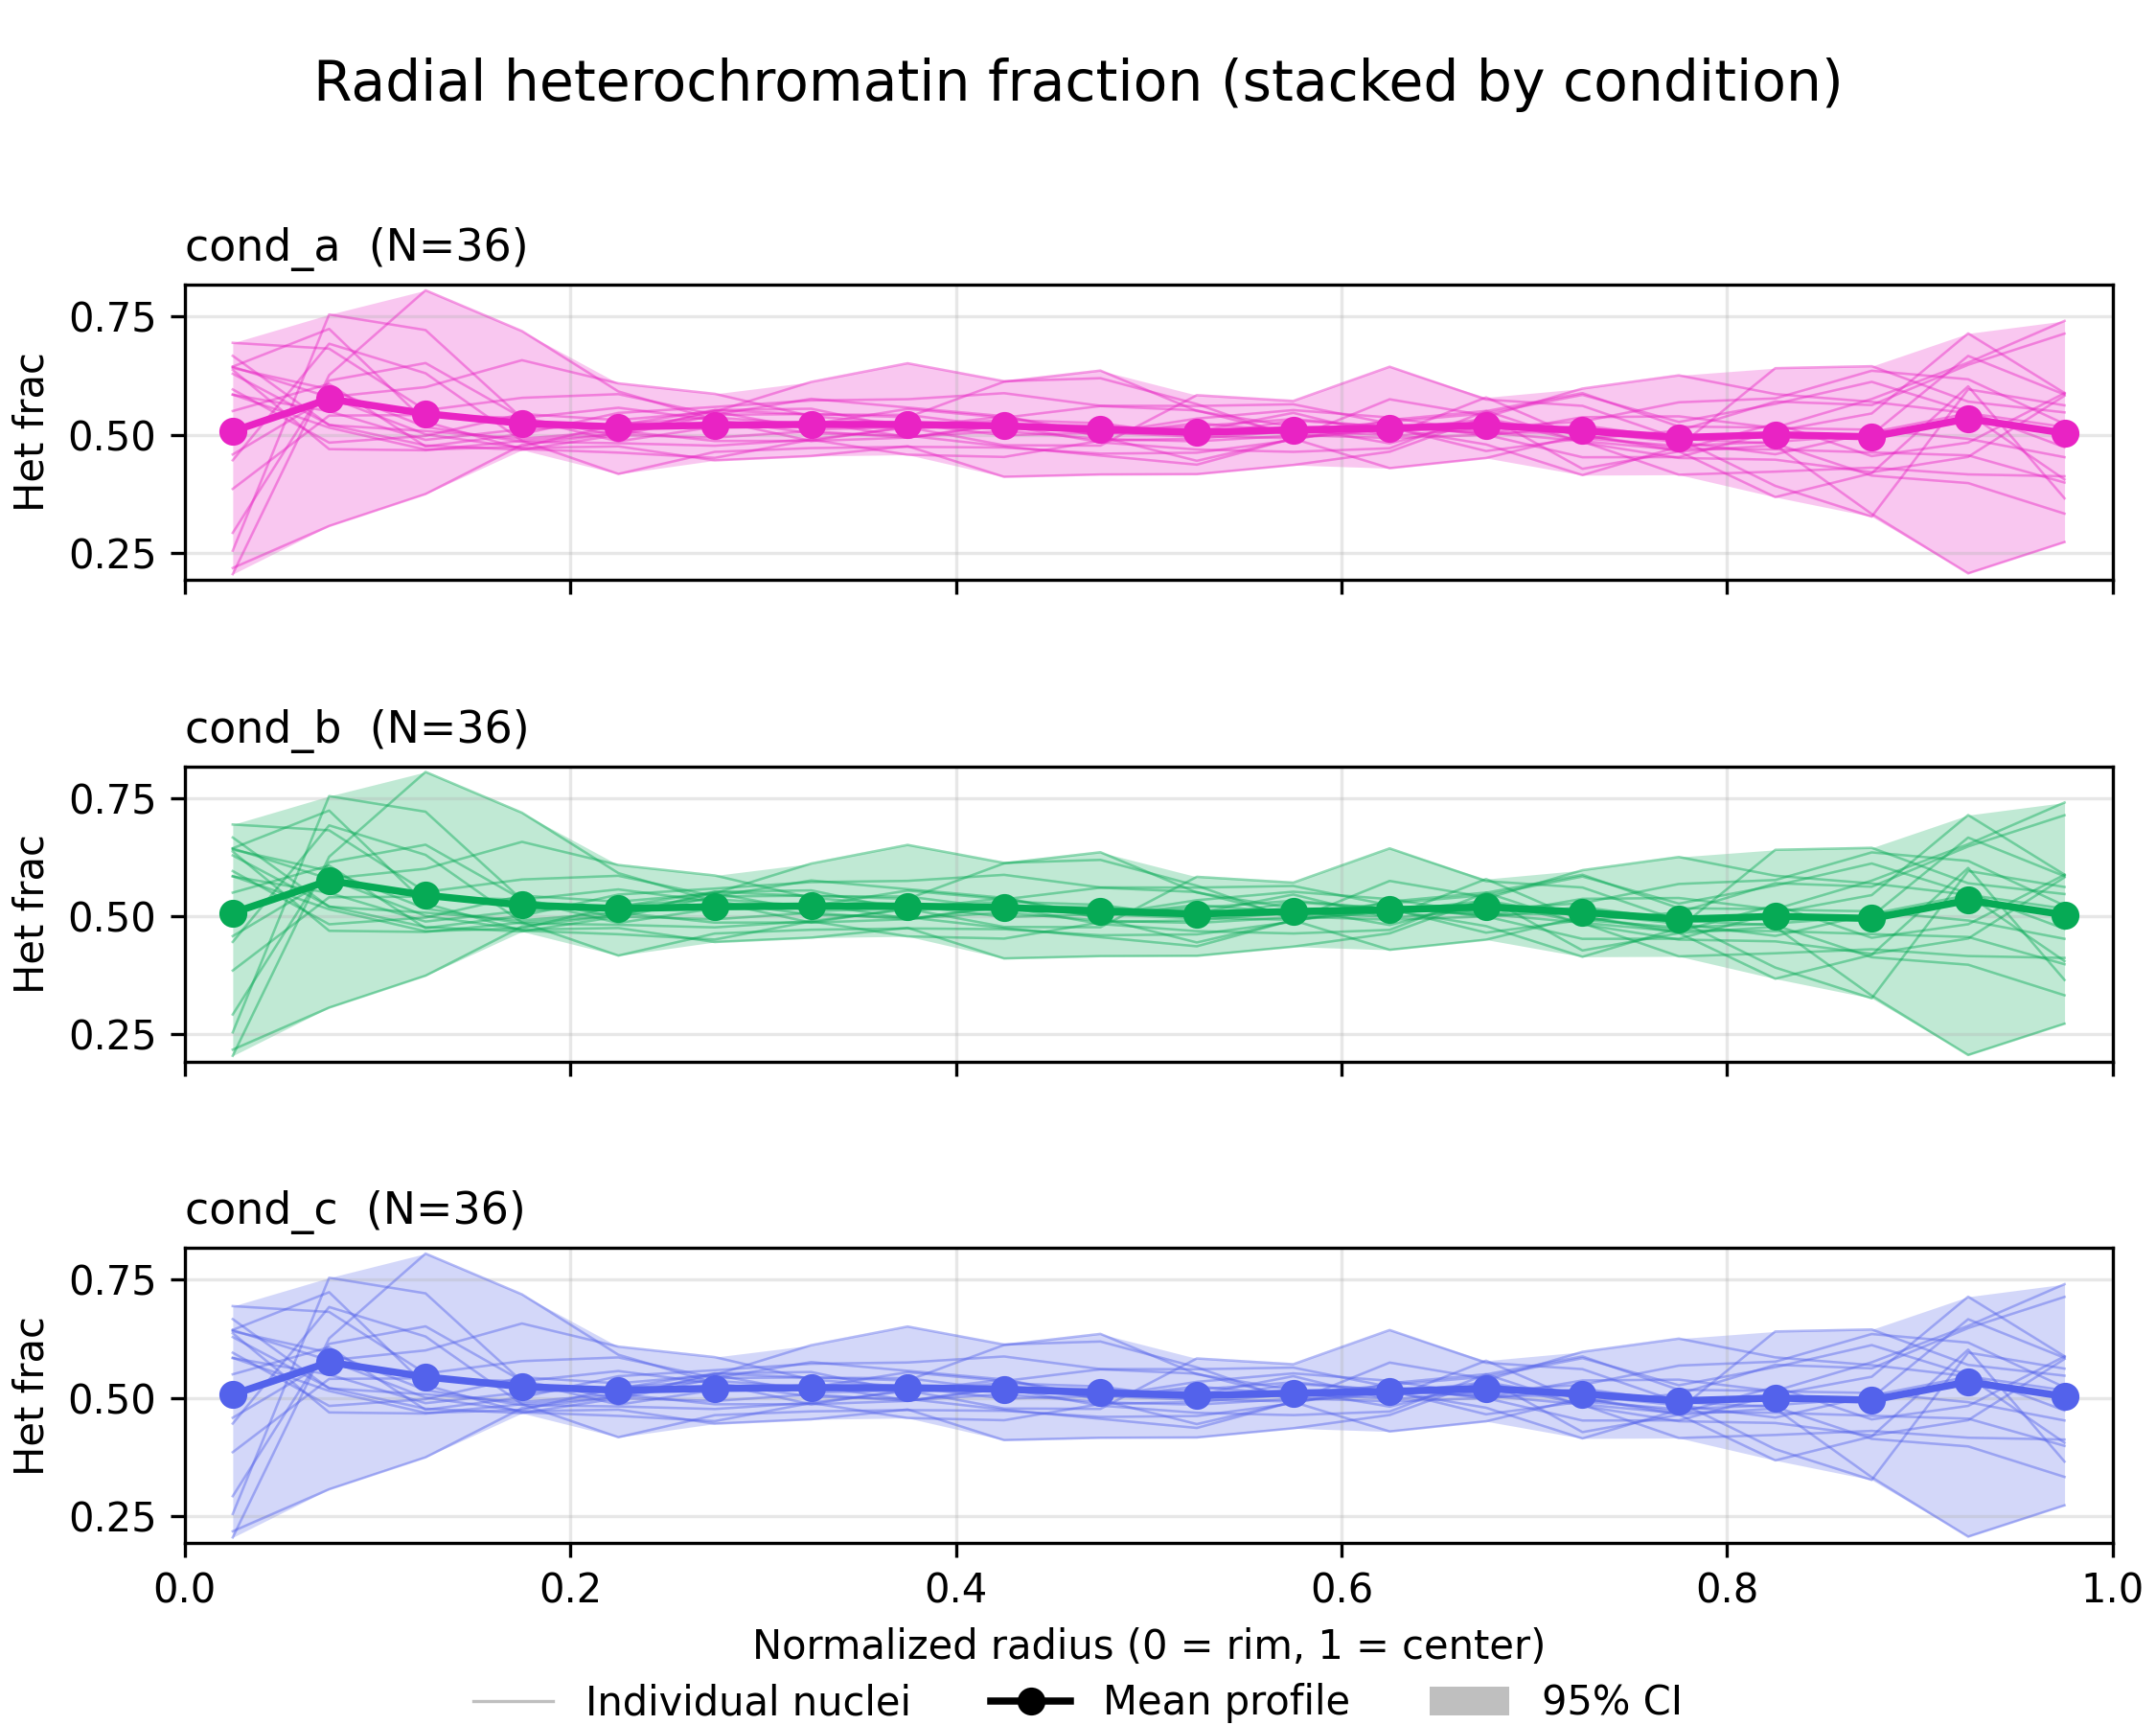 Radial heterochromatin fraction (stacked by condition)
cond_a (N=36)
0.75
0.50
0.25
Het frac
cond_b (N=36)
0.75
0.50
0.25
Het frac
cond_c (N=36)
0.75
0.50
0.25
Het frac
0.0 0.2 0.4 0.6 0.8 1.0
Normalized radius (0 = rim, 1 = center)
Individual nuclei Mean profile 95% CI